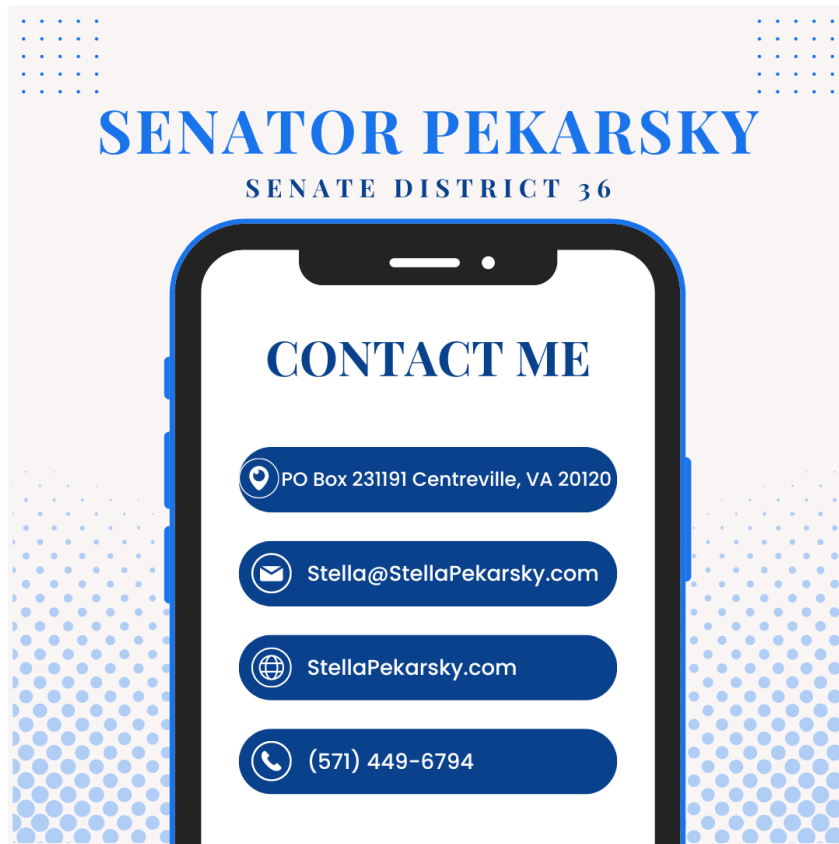 SENATOR PEKARSKY
SENATE DISTRICT 36
CONTACT ME
PO Box 231191 Centreville, VA 20120
Stella@StellaPekarsky.com
StellaPekarsky.com
(571) 449-6794